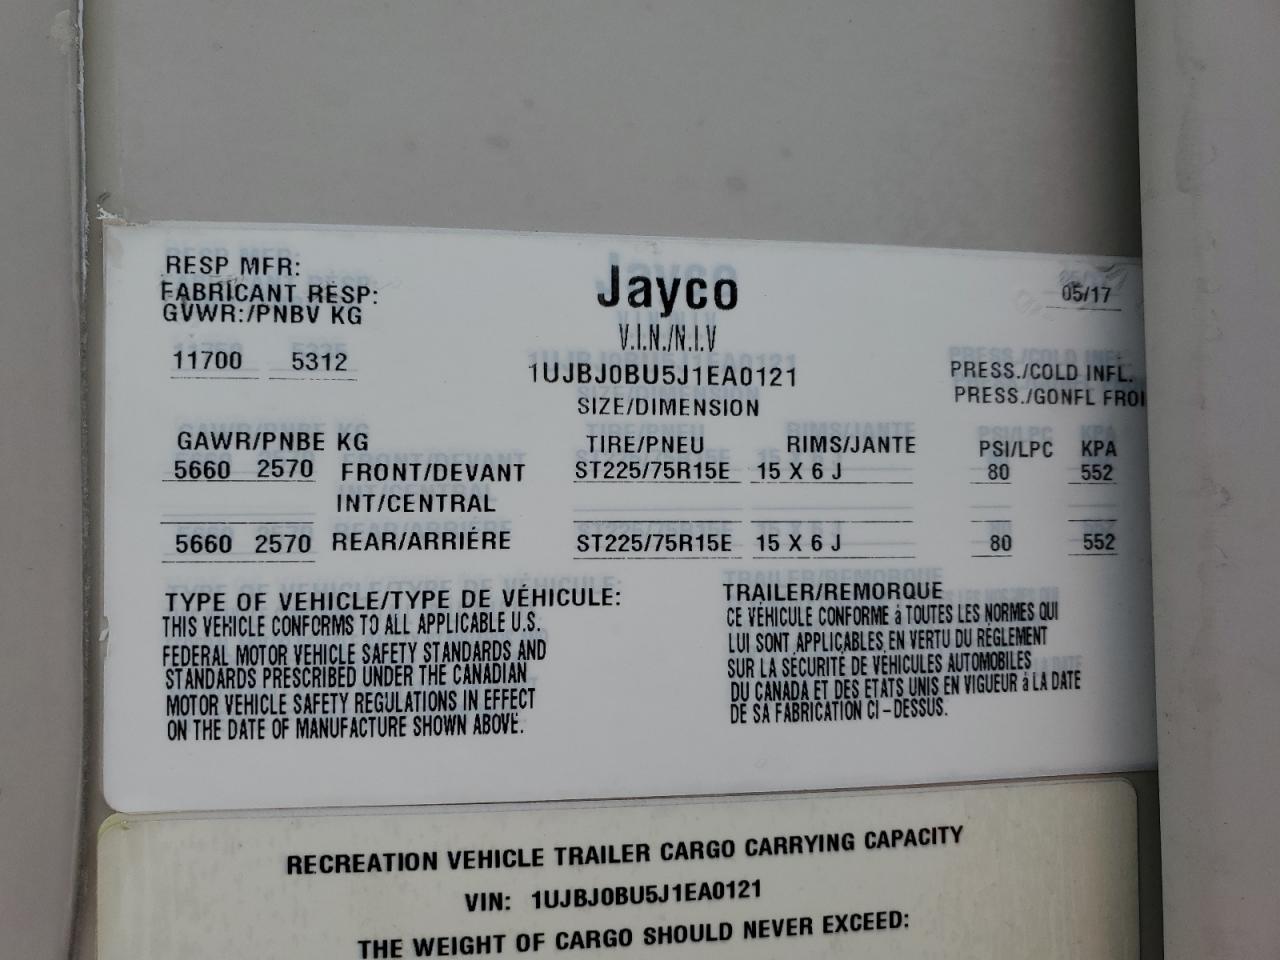 RESP MFR:
FABRICANT RESP:
GVWR:/PNBV KG
11700 5312
Jayco
V.I.N./N.I.V
1UJBJ0BU5J1EA0121
SIZE/DIMENSION
05/17
PRESS./COLD INFL.
PRESS./GONFL FROI
GAWR/PNBE KG TIRE/PNEU RIMS/JANTE PSI/LPC KPA
5660 2570 FRONT/DEVANT ST225/75R15E 15 X 6 J 80 552
INT/CENTRAL
5660 2570 REAR/ARRIÉRE ST225/75R15E 15 X 6 J 80 552
TYPE OF VEHICLE/TYPE DE VÉHICULE: TRAILER/REMORQUE
THIS VEHICLE CONFORMS TO ALL APPLICABLE U.S.
FEDERAL MOTOR VEHICLE SAFETY STANDARDS AND
STANDARDS PRESCRIBED UNDER THE CANADIAN
MOTOR VEHICLE SAFETY REGULATIONS IN EFFECT
ON THE DATE OF MANUFACTURE SHOWN ABOVE.
CE VÉHICULE CONFORME à TOUTES LES NORMES QUI
LUI SONT APPLICABLES EN VERTU DU RÉGLEMENT
SUR LA SÉCURITÉ DE VÉHICULES AUTOMOBILES
DU CANADA ET DES ETATS UNIS EN VIGUEUR à LA DATE
DE SA FABRICATION CI-DESSUS.
RECREATION VEHICLE TRAILER CARGO CARRYING CAPACITY
VIN: 1UJBJ0BU5J1EA0121
THE WEIGHT OF CARGO SHOULD NEVER EXCEED: